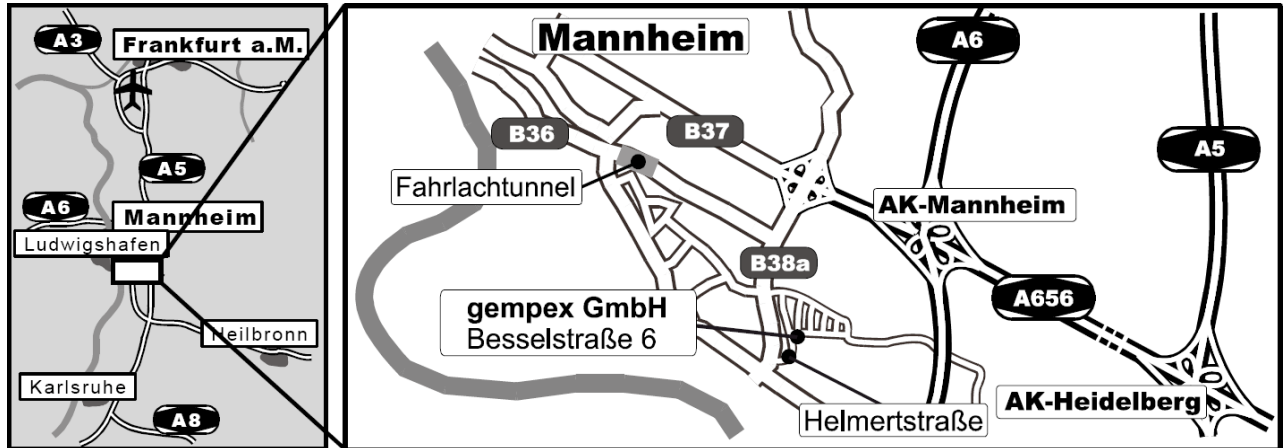 A3
Frankfurt a.M.
A5
A6
Mannheim
Ludwigshafen
Heilbronn
Karlsruhe
A8
Mannheim
A6
B36
B37
A5
Fahrlachtunnel
AK-Mannheim
B38a
A656
gempex GmbH
Besselstraße 6
AK-Heidelberg
Helmertstraße